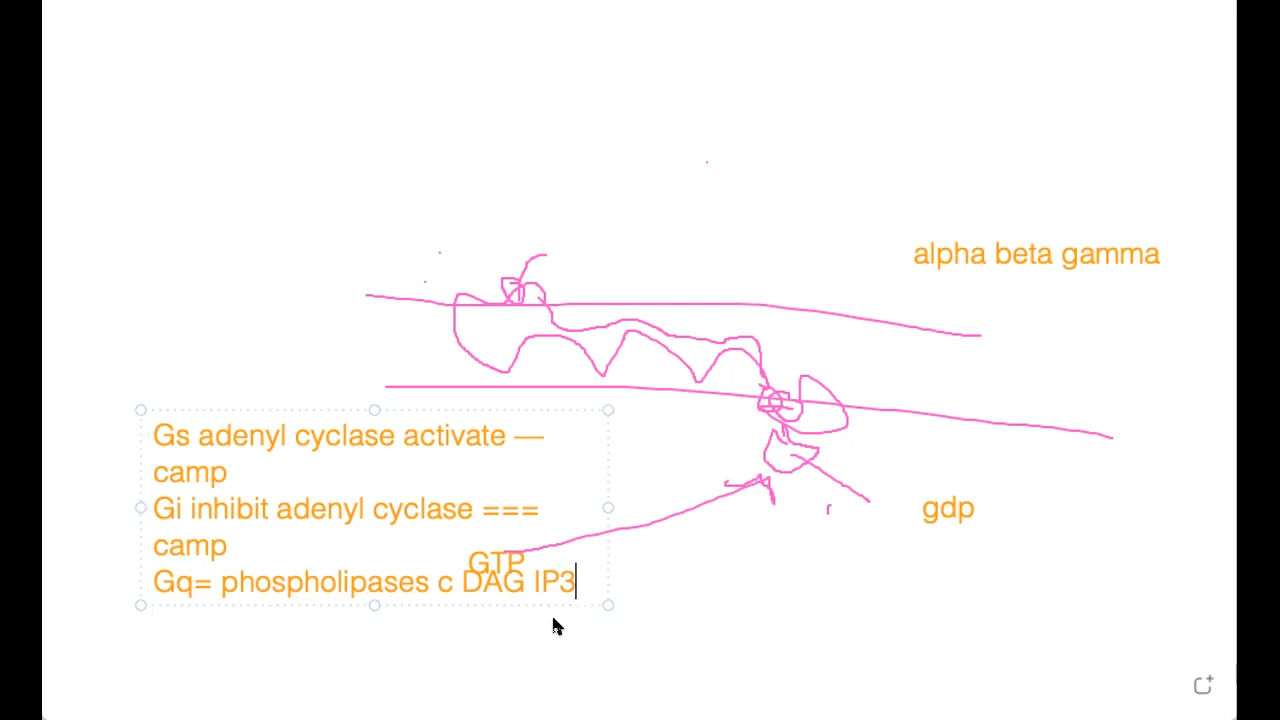 alpha beta gamma
Gs adenyl cyclase activate —
camp
Gi inhibit adenyl cyclase ===
camp
gdp
GTP
Gq= phospholipases c DAG IP3